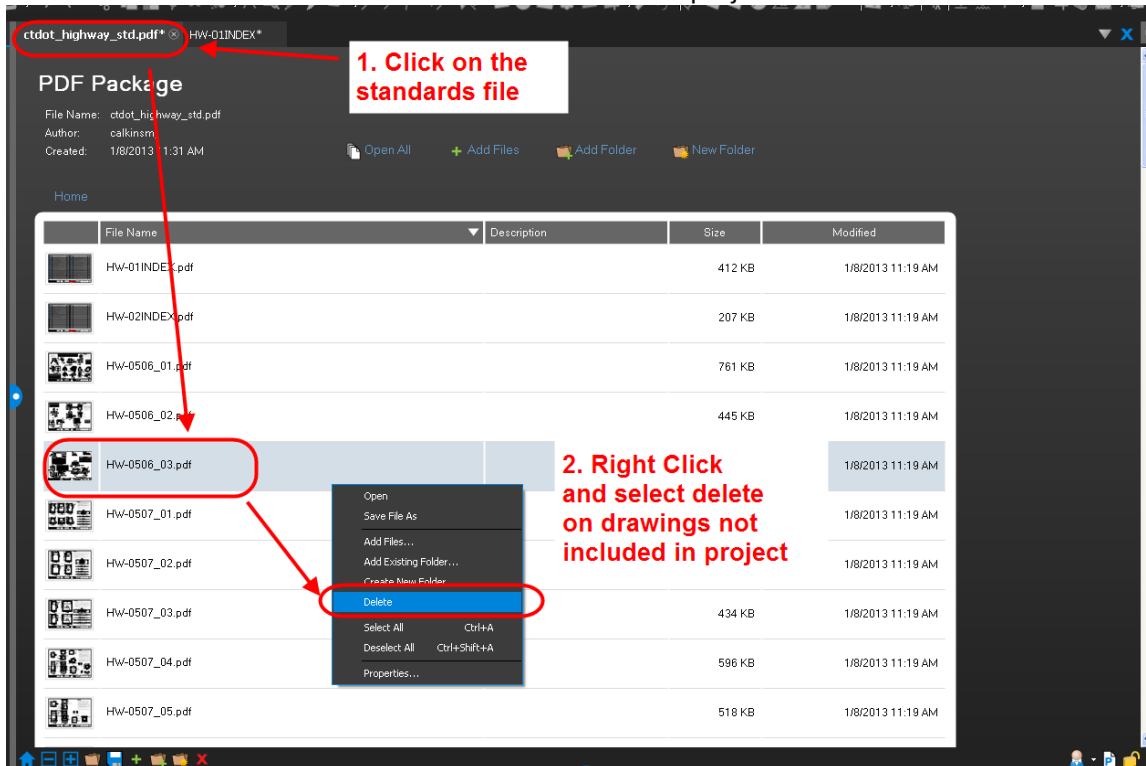 ctdot_highway_std.pdf* HW-01INDEX*
1. Click on the
standards file
PDF Package
File Name: ctdot_highway_std.pdf
Author: calkinsm
Created: 1/8/2013 11:31 AM
Open All Add Files Add Folder New Folder
Home
File Name Description Size Modified
HW-01INDEX.pdf 412 KB 1/8/2013 11:19 AM
HW-02INDEX.pdf 207 KB 1/8/2013 11:19 AM
HW-0506_01.pdf 761 KB 1/8/2013 11:19 AM
HW-0506_02.pdf 445 KB 1/8/2013 11:19 AM
HW-0506_03.pdf 1/8/2013 11:19 AM
2. Right Click
and select delete
on drawings not
included in project
HW-0507_01.pdf 1/8/2013 11:19 AM
HW-0507_02.pdf 1/8/2013 11:19 AM
HW-0507_03.pdf 434 KB 1/8/2013 11:19 AM
HW-0507_04.pdf 596 KB 1/8/2013 11:19 AM
HW-0507_05.pdf 518 KB 1/8/2013 11:19 AM
Open
Save File As
Add Files...
Add Existing Folder...
Create New Folder
Delete
Select All Ctrl+A
Deselect All Ctrl+Shift+A
Properties...